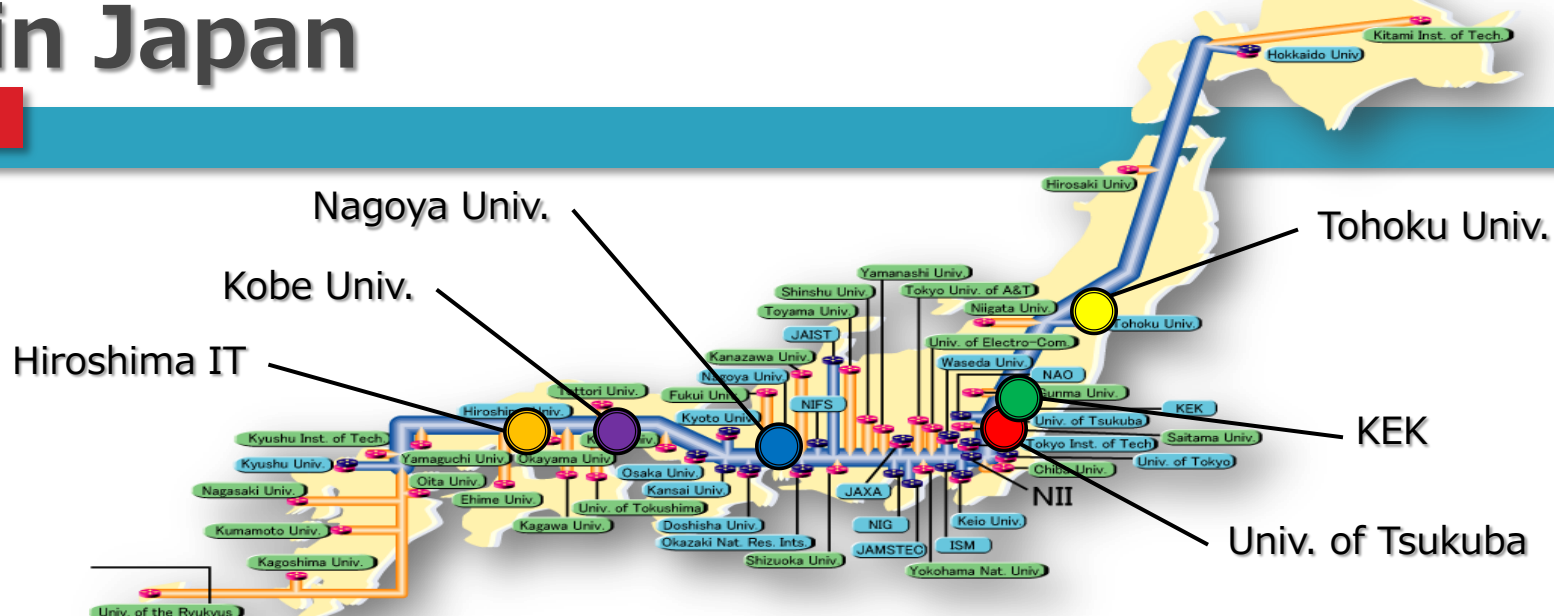 in Japan
Kitami Inst. of Tech.
Hokkaido Univ
Hirosaki Univ
Nagoya Univ.
Tohoku Univ.
Kobe Univ.
Hiroshima IT
Yamanashi Univ.
Shinshu Univ.
Tokyo Univ. of A&T
Toyama Univ.
Niigata Univ.
Tohoku Univ.
JAIST
Univ. of Electro-Com.
Kanazawa Univ.
Waseda Univ.
Nagoya Univ.
NAO
Tottori Univ.
Fukui Univ.
Gunma Univ.
NIFS
KEK
Hiroshima Univ.
Kyoto Univ.
Univ. of Tsukuba
KEK
Kyushu Inst. of Tech.
Tokyo Inst. of Tech
Saitama Univ.
Yamaguchi Univ
Okayama Univ.
Kyushu Univ.
Osaka Univ.
Univ. of Tokyo
Chiba Univ.
Oita Univ.
Nagasaki Univ.
Kansai Univ.
JAXA
NII
Ehime Univ.
Univ. of Tokushima
Kagawa Univ.
Doshisha Univ.
NIG
Keio Univ.
Kumamoto Univ.
Okazaki Nat. Res. Ints.
JAMSTEC
ISM
Univ. of Tsukuba
Kagoshima Univ.
Shizuoka Univ.
Yokohama Nat. Univ.
Univ. of the Ryukyus